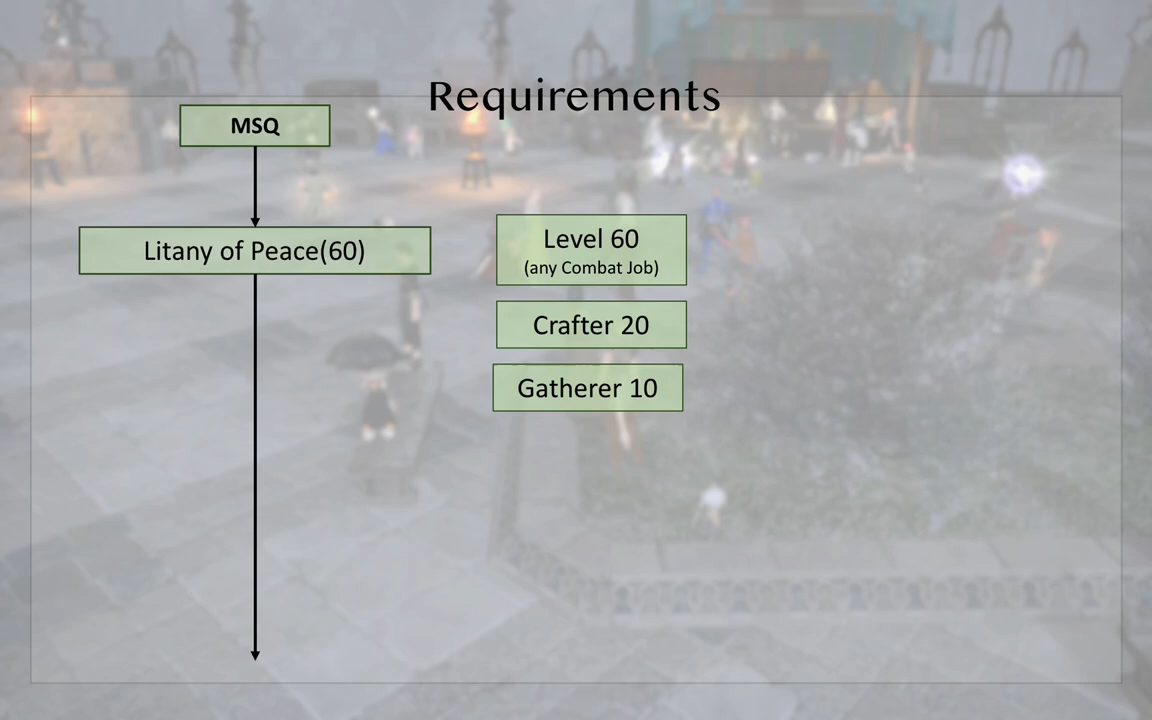 Requirements
MSQ
Litany of Peace(60)
Level 60
(any Combat Job)
Crafter 20
Gatherer 10